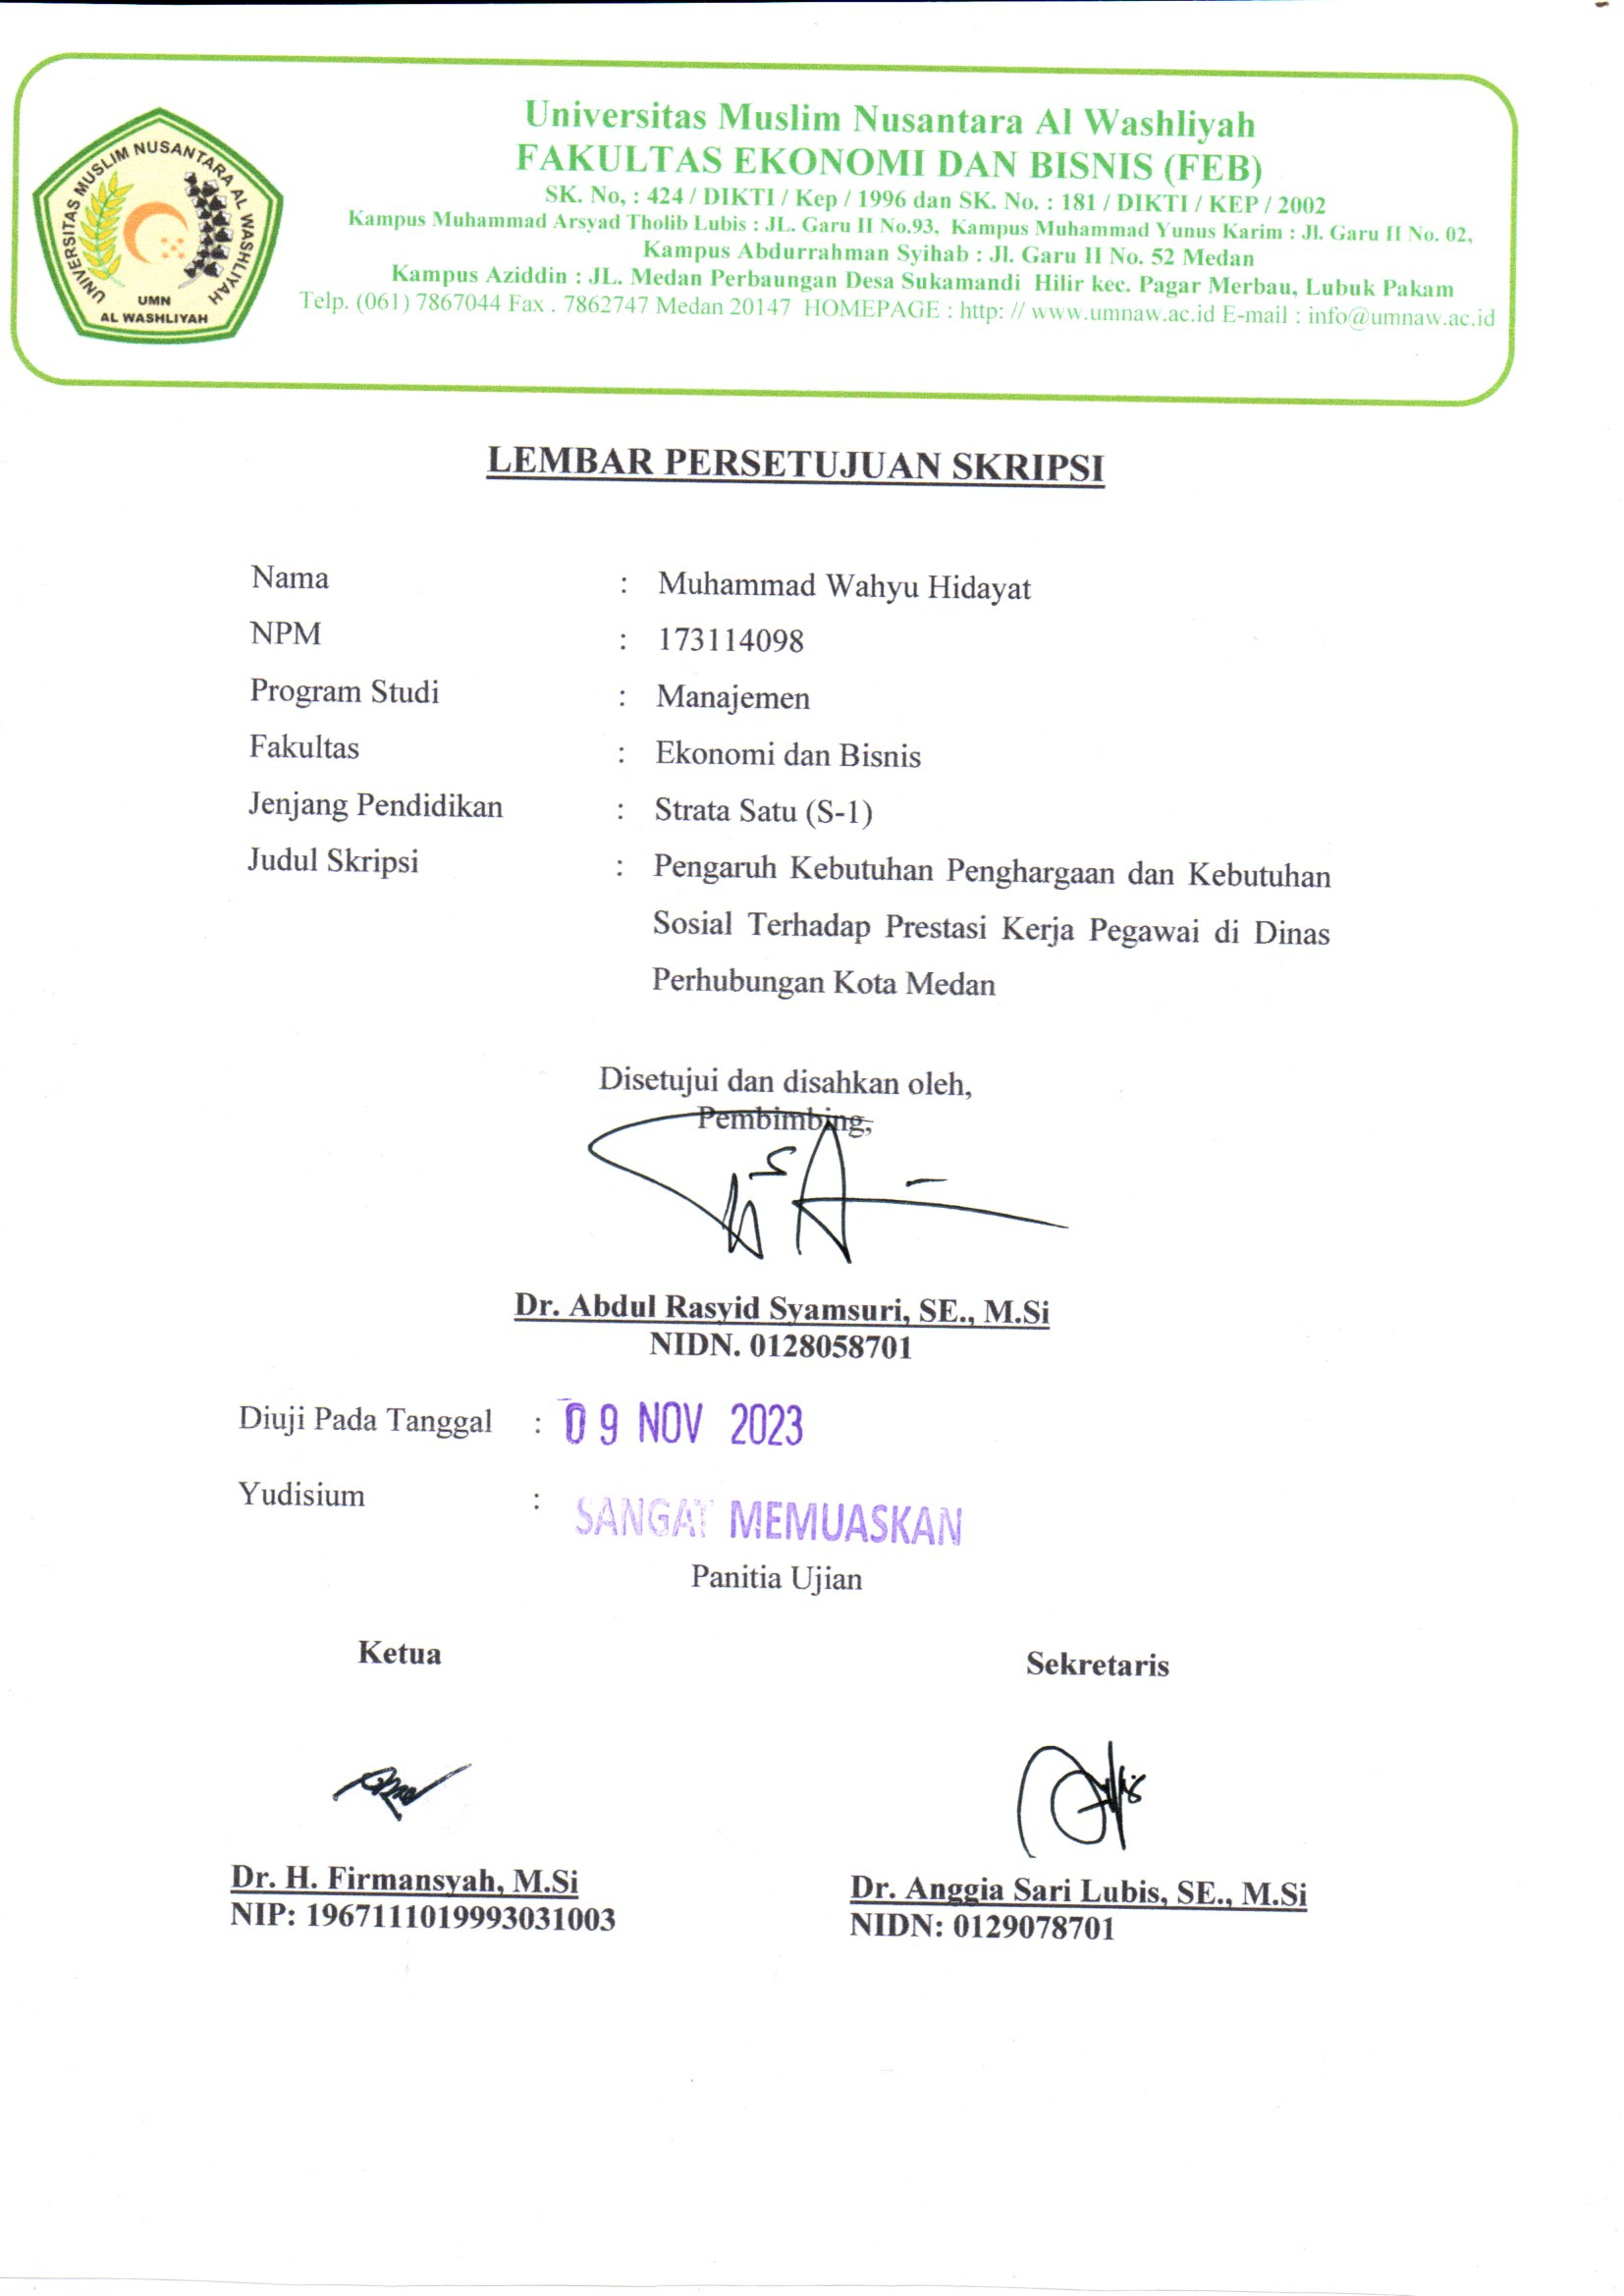 Universitas Muslim Nusantara Al Washliyah
FAKULTAS EKONOMI DAN BISNIS (FEB)
SK. No, : 424 / DIKTI / Kep / 1996 dan SK. No. : 181 / DIKTI / KEP / 2002
Kampus Muhammad Arsyad Tholib Lubis : JL. Garu II No.93, Kampus Muhammad Yunus Karim : Jl. Garu II No. 02,
Kampus Abdurrahman Syihab : Jl. Garu II No. 52 Medan
Kampus Aziddin : JL. Medan Perbaungan Desa Sukamandi Hilir kec. Pagar Merbau, Lubuk Pakam
Telp. (061) 7867044 Fax . 7862747 Medan 20147 HOMEPAGE : http: // www.umnaw.ac.id E-mail : info@umnaw.ac.id
UNIVERSITAS MUSLIM NUSANTARA AL WASHLIYAH
UMN
AL WASHLIYAH
LEMBAR PERSETUJUAN SKRIPSI
Nama : Muhammad Wahyu Hidayat
NPM : 173114098
Program Studi : Manajemen
Fakultas : Ekonomi dan Bisnis
Jenjang Pendidikan : Strata Satu (S-1)
Judul Skripsi : Pengaruh Kebutuhan Penghargaan dan Kebutuhan
Sosial Terhadap Prestasi Kerja Pegawai di Dinas
Perhubungan Kota Medan
Disetujui dan disahkan oleh,
Pembimbing,
Dr. Abdul Rasyid Syamsuri, SE., M.Si
NIDN. 0128058701
Diuji Pada Tanggal : 09 NOV 2023
Yudisium : SANGAT MEMUASKAN
Panitia Ujian
Ketua
Sekretaris
Dr. H. Firmansyah, M.Si
NIP: 1967111019993031003
Dr. Anggia Sari Lubis, SE., M.Si
NIDN: 0129078701